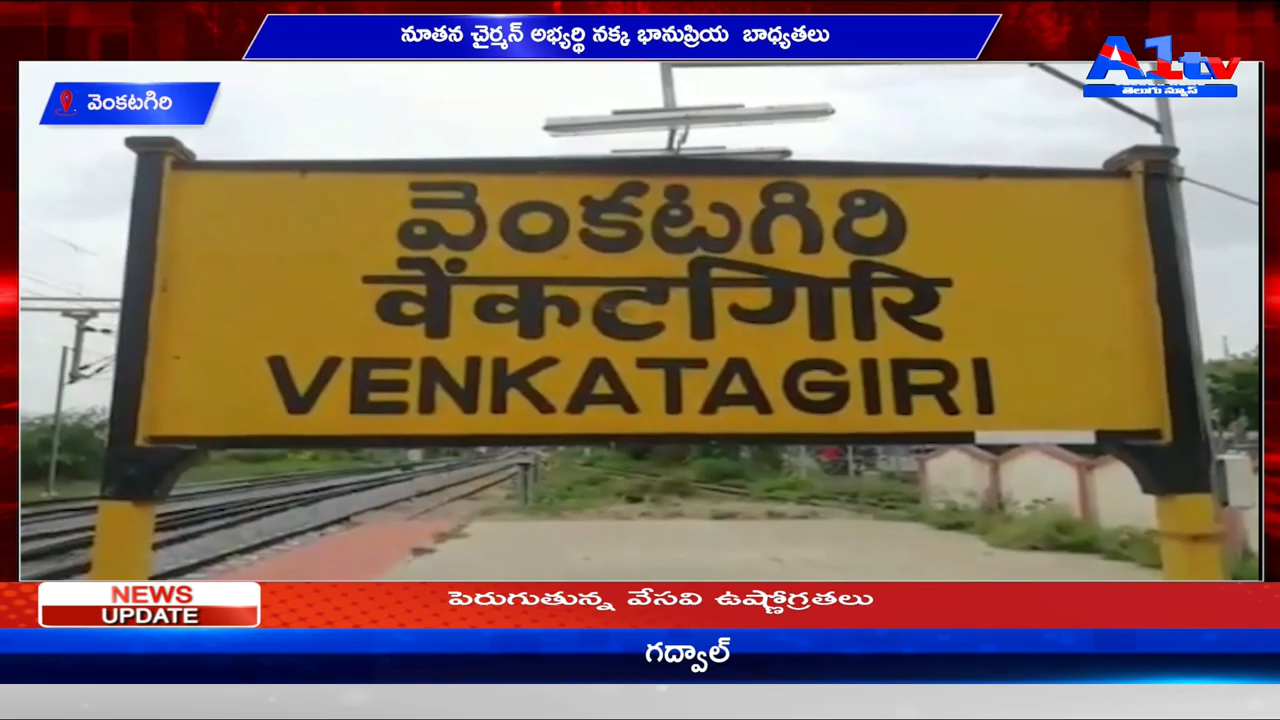 నూతన చైర్మన్ అభ్యర్థి నక్క భానుప్రియ బాధ్యతలు
A1tv
తెలుగు న్యూస్
వెంకటగిరి
వెంకటగిరి
वेंकटगिरि
VENKATAGIRI
NEWS
UPDATE
పెరుగుతున్న వేసవి ఉష్ణోగ్రతలు
గద్వాల్